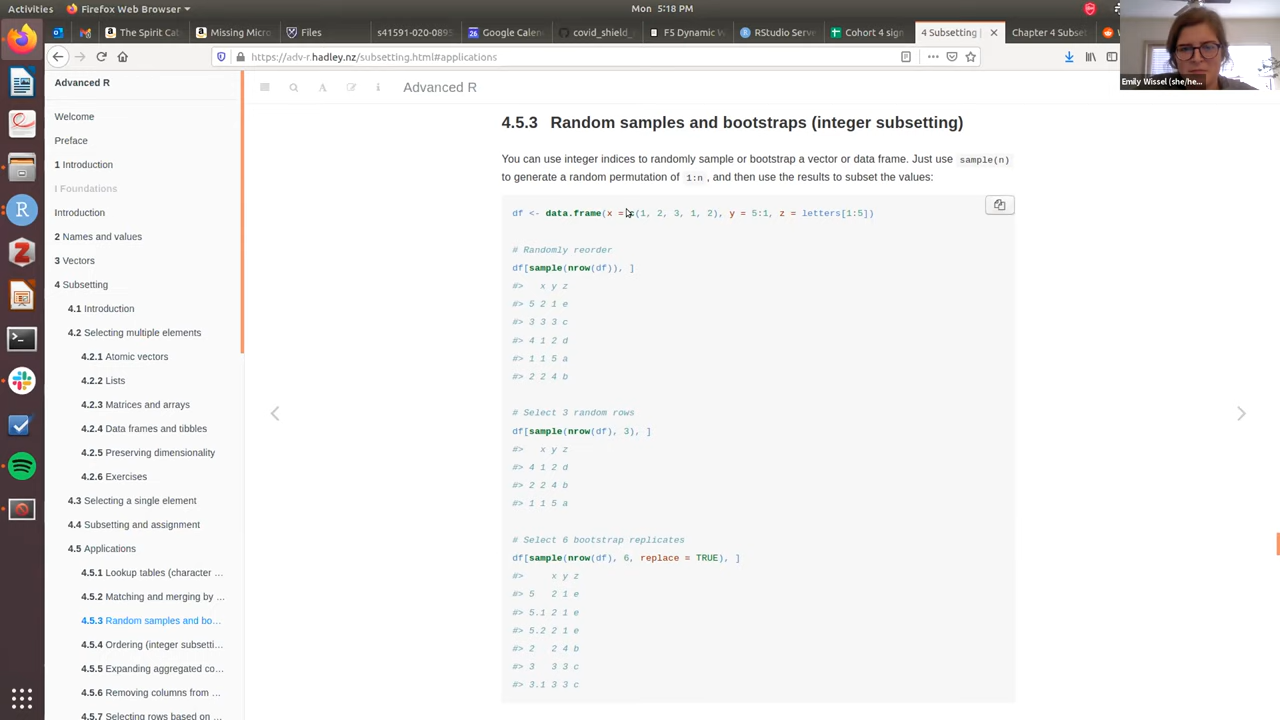 Activities
Firefox Web Browser
Mon 5:18 PM
The Spirit Cat
Missing Micro
Files
s41591-020-089
Google Calen
covid_shield_
F5 Dynamic W
RStudio Serve
Cohort 4 sign
4 Subsetting |
Chapter 4 Subse
https://adv-r.hadley.nz/subsetting.html#applications
Emily Wissel (she/he...
Advanced R
Advanced R
Welcome
Preface
1 Introduction
I Foundations
Introduction
2 Names and values
3 Vectors
4 Subsetting
4.1 Introduction
4.2 Selecting multiple elements
4.2.1 Atomic vectors
4.2.2 Lists
4.2.3 Matrices and arrays
4.2.4 Data frames and tibbles
4.2.5 Preserving dimensionality
4.2.6 Exercises
4.3 Selecting a single element
4.4 Subsetting and assignment
4.5 Applications
4.5.1 Lookup tables (character ...
4.5.2 Matching and merging by ...
4.5.3 Random samples and bo...
4.5.4 Ordering (integer subsetti...
4.5.5 Expanding aggregated co...
4.5.6 Removing columns from ...
4.5.7 Selecting rows based on ...
4.5.3 Random samples and bootstraps (integer subsetting)
You can use integer indices to randomly sample or bootstrap a vector or data frame. Just use sample(n)
to generate a random permutation of 1:n, and then use the results to subset the values:
df <- data.frame(x = c(1, 2, 3, 1, 2), y = 5:1, z = letters[1:5])
# Randomly reorder
df[sample(nrow(df)), ]
#>   x y z
#> 5 2 1 e
#> 3 3 3 c
#> 4 1 2 d
#> 1 1 5 a
#> 2 2 4 b
# Select 3 random rows
df[sample(nrow(df), 3), ]
#>   x y z
#> 4 1 2 d
#> 2 2 4 b
#> 1 1 5 a
# Select 6 bootstrap replicates
df[sample(nrow(df), 6, replace = TRUE), ]
#>     x y z
#> 5   2 1 e
#> 5.1 2 1 e
#> 5.2 2 1 e
#> 2   2 4 b
#> 3   3 3 c
#> 3.1 3 3 c